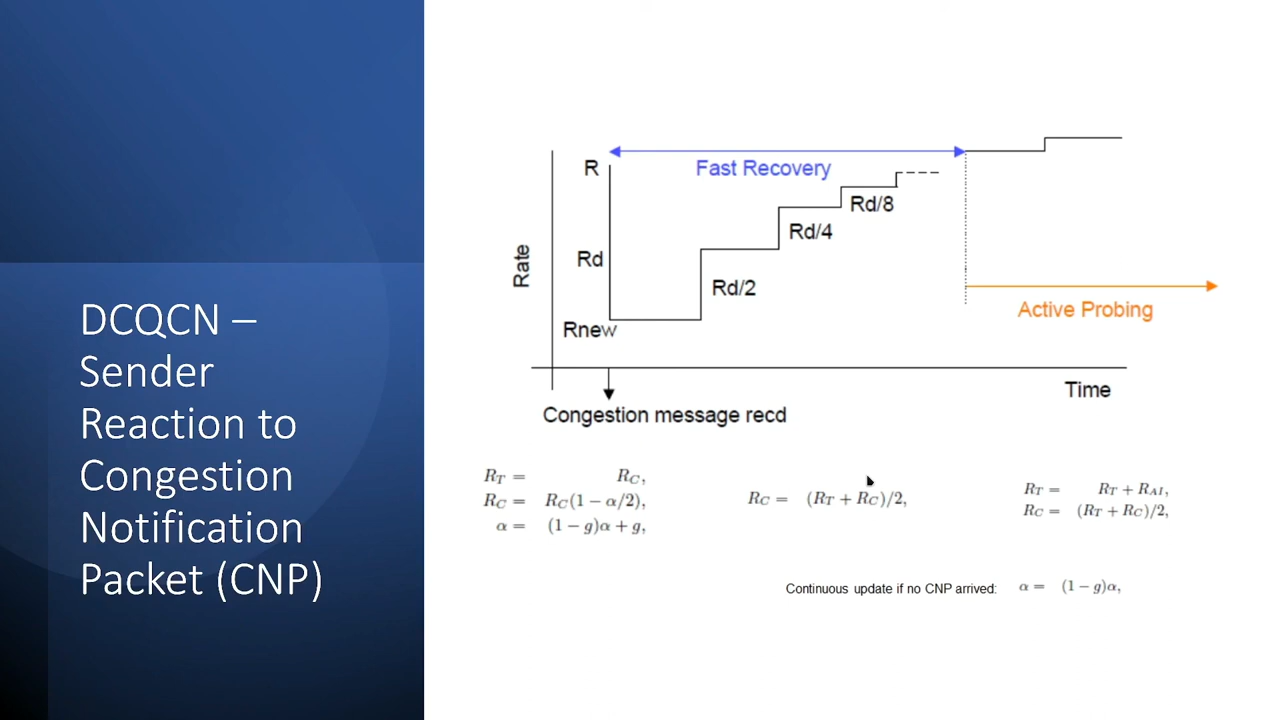 DCQCN –
Sender
Reaction to
Congestion
Notification
Packet (CNP)
R
Fast Recovery
Rd/8
Rd/4
Rate
Rd
Rd/2
Active Probing
Rnew
Time
Congestion message recd
R_T = R_C,
R_C = R_C(1 − α/2),
α = (1 − g)α + g,
R_C = (R_T + R_C)/2,
R_T = R_T + R_AI,
R_C = (R_T + R_C)/2,
Continuous update if no CNP arrived: α = (1 − g)α,